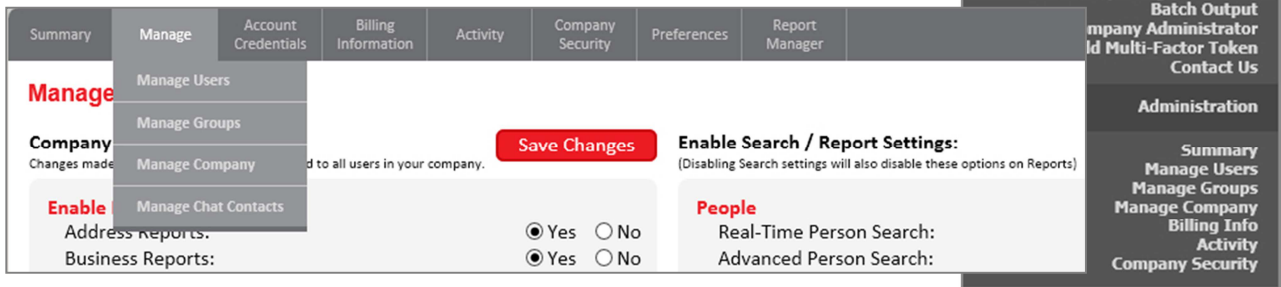 Summary
Manage
Account
Credentials
Billing
Information
Activity
Company
Security
Preferences
Report
Manager
Manage Users
Manage Groups
Manage Company
Manage Chat Contacts
Manage
Company
Changes made
d to all users in your company.
Save Changes
Enable
Address Reports:
Yes No
Business Reports:
Yes No
Enable Search / Report Settings:
(Disabling Search settings will also disable these options on Reports)
People
Real-Time Person Search:
Advanced Person Search:
Batch Output
ompany Administrator
ld Multi-Factor Token
Contact Us
Administration
Summary
Manage Users
Manage Groups
Manage Company
Billing Info
Activity
Company Security